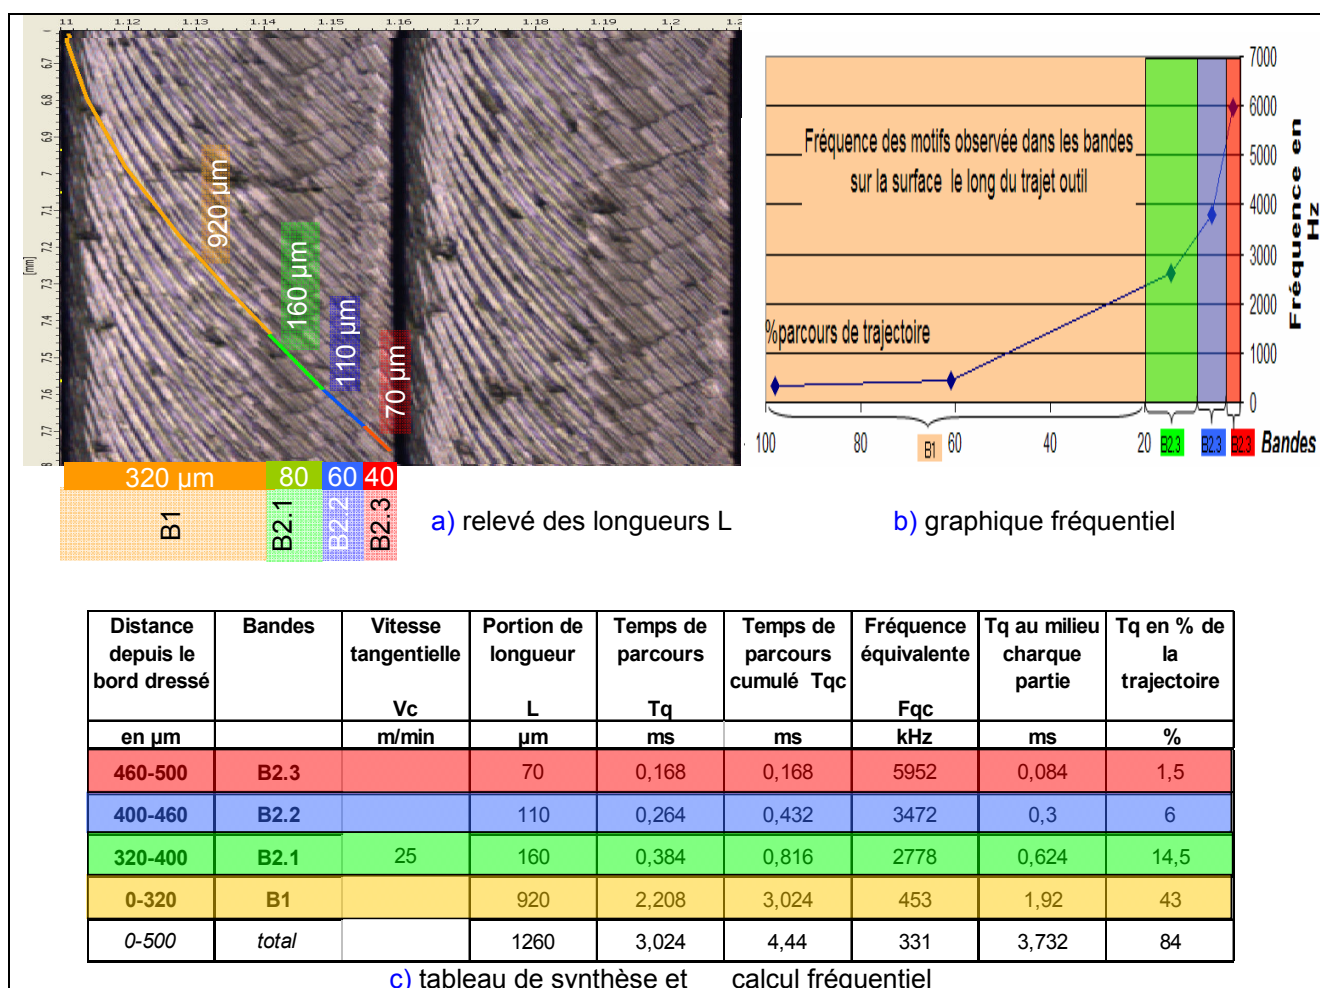 11 1.12 1.13 1.14 1.15 1.16 1.17 1.18 1.19 1.2
6.7
6.8
6.9
7
7.1
7.2
7.3
7.4
7.5
7.6
7.7
[mm]
920 µm
160 µm
110 µm
70 µm
320 µm 80 60 40
B1 B2.1 B2.2 B2.3
a) relevé des longueurs L
Fréquence des motifs observée dans les bandes
sur la surface le long du trajet outil
%parcours de trajectoire
7000
6000
5000
4000
3000
2000
1000
0
Fréquence en
Hz
100 B1 60 40 20 B2.3 B2.3 B2.3 Bandes
b) graphique fréquentiel
Distance depuis le bord dressé Bandes Vitesse tangentielle Vc Portion de longueur L Temps de parcours Tq Temps de parcours cumulé Tqc Fréquence équivalente Fqc Tq au milieu charque partie Tq en % de la trajectoire
en µm m/min µm ms ms kHz ms %
460-500 B2.3 70 0,168 0,168 5952 0,084 1,5
400-460 B2.2 110 0,264 0,432 3472 0,3 6
320-400 B2.1 25 160 0,384 0,816 2778 0,624 14,5
0-320 B1 920 2,208 3,024 453 1,92 43
0-500 total 1260 3,024 4,44 331 3,732 84
c) tableau de synthèse et calcul fréquentiel